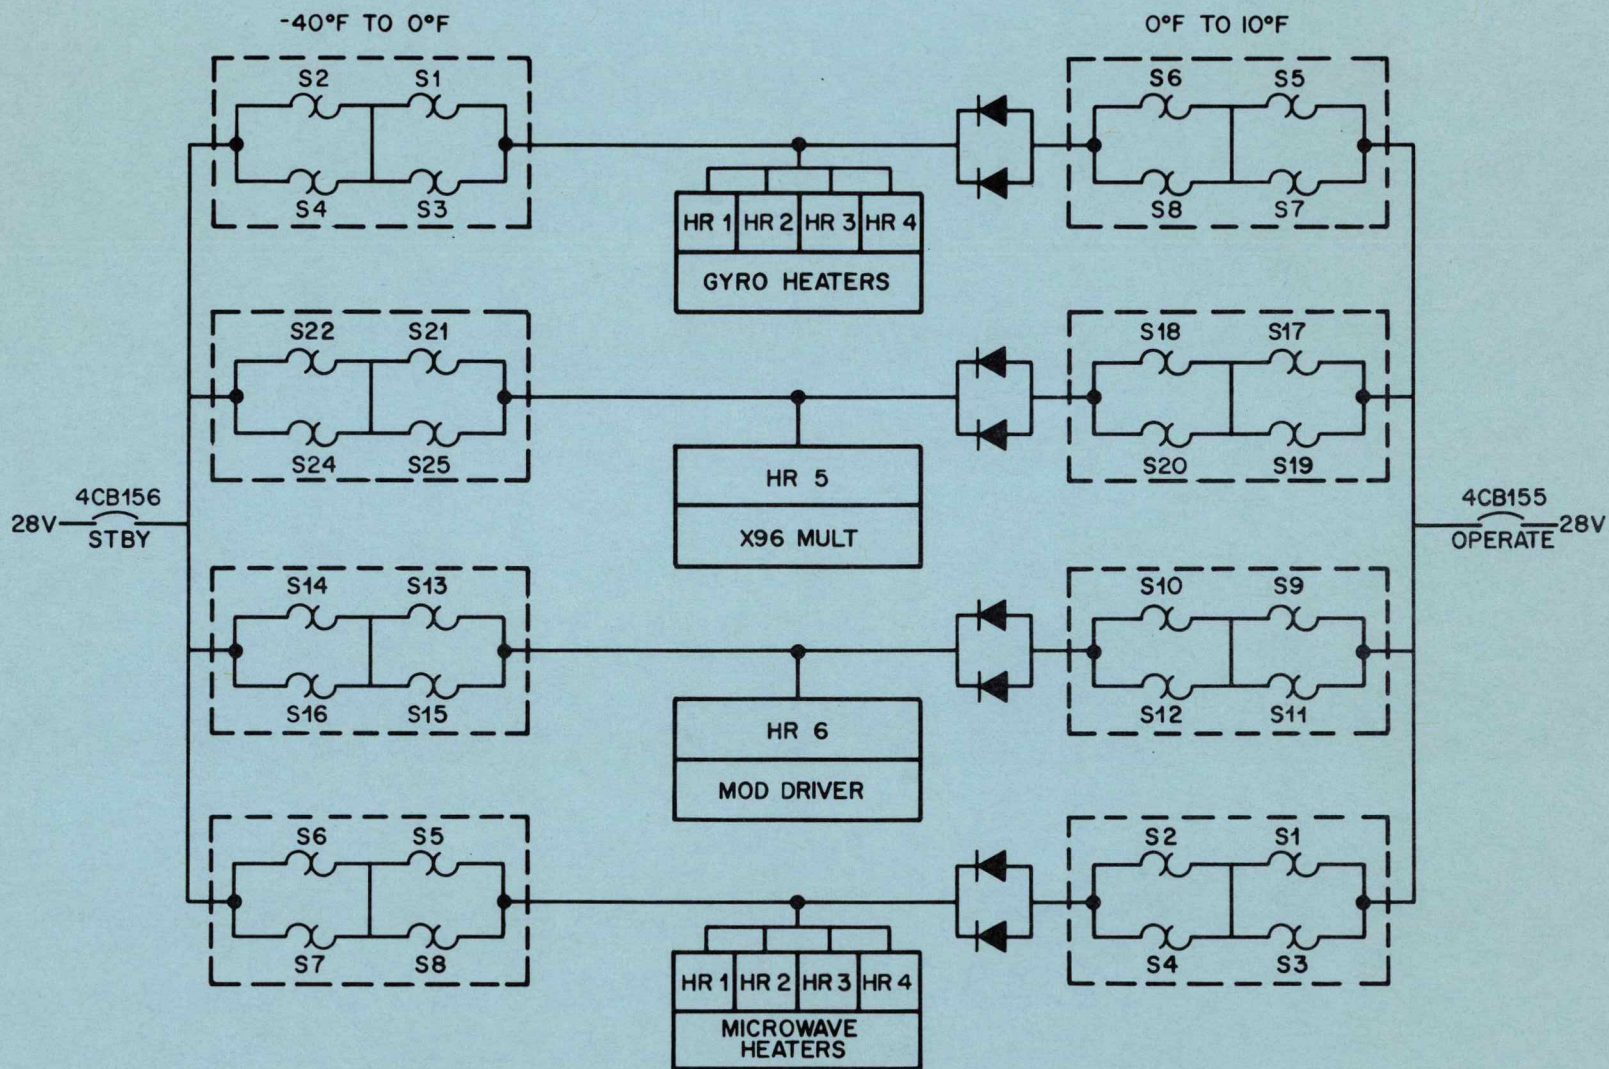 -40°F TO 0°F
0°F TO 10°F
S2 S1
S4 S3
HR 1 HR 2 HR 3 HR 4
GYRO HEATERS
S6 S5
S8 S7
S22 S21
S24 S25
HR 5
X96 MULT
S18 S17
S20 S19
28V 4CB156
STBY
4CB155 28V
OPERATE
S14 S13
S16 S15
HR 6
MOD DRIVER
S10 S9
S12 S11
S6 S5
S7 S8
HR 1 HR 2 HR 3 HR 4
MICROWAVE
HEATERS
S2 S1
S4 S3